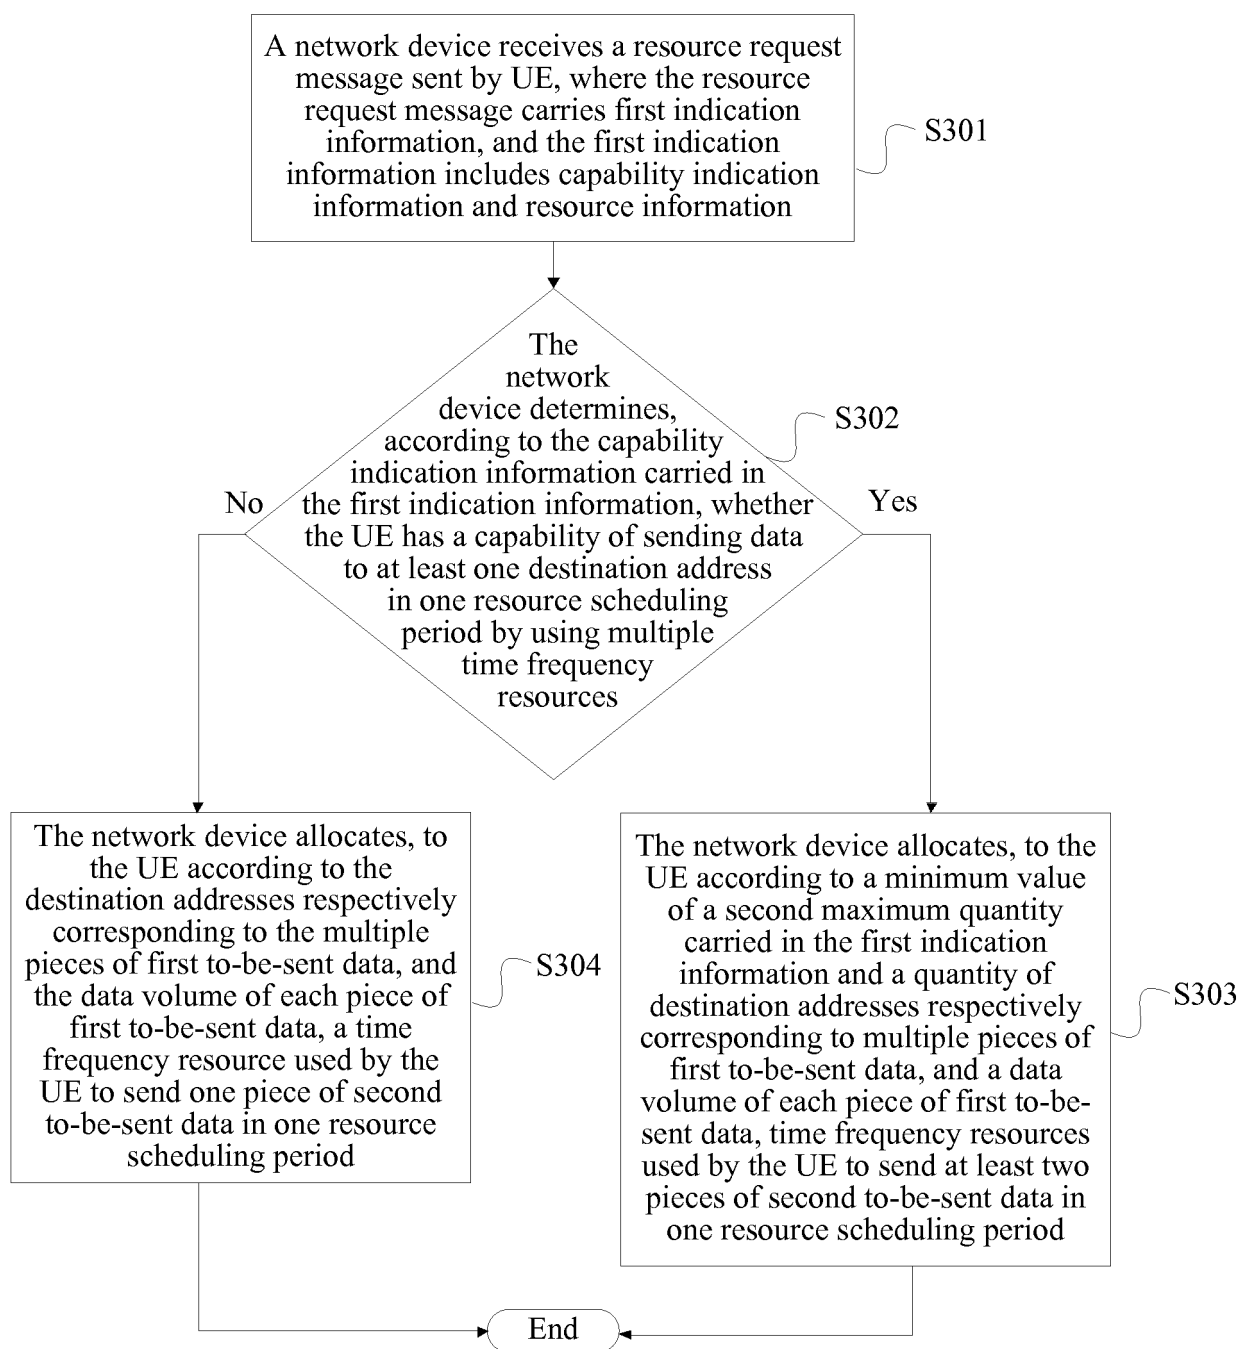 A network device receives a resource request
message sent by UE, where the resource
request message carries first indication
information, and the first indication
information includes capability indication
information and resource information
S301
The
network
device determines,
according to the capability
indication information carried in
the first indication information, whether
the UE has a capability of sending data
to at least one destination address
in one resource scheduling
period by using multiple
time frequency
resources
S302
No
Yes
The network device allocates, to
the UE according to the
destination addresses respectively
corresponding to the multiple
pieces of first to-be-sent data, and
the data volume of each piece of
first to-be-sent data, a time
frequency resource used by the
UE to send one piece of second
to-be-sent data in one resource
scheduling period
S304
The network device allocates, to the
UE according to a minimum value
of a second maximum quantity
carried in the first indication
information and a quantity of
destination addresses respectively
corresponding to multiple pieces of
first to-be-sent data, and a data
volume of each piece of first to-be-
sent data, time frequency resources
used by the UE to send at least two
pieces of second to-be-sent data in
one resource scheduling period
S303
End